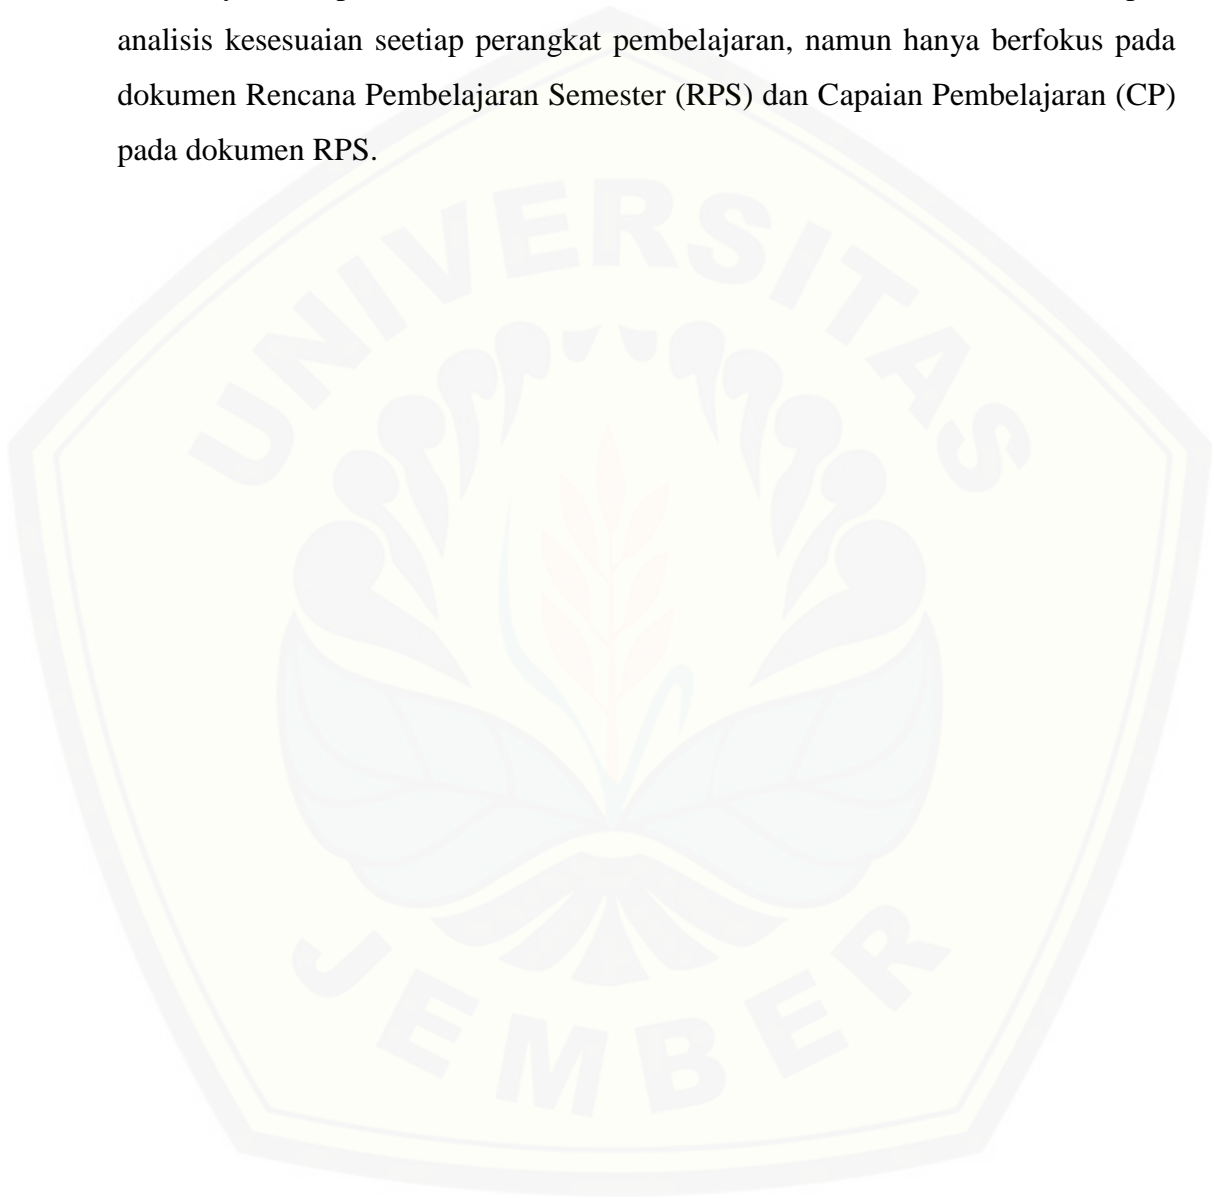 analisis kesesuaian seetiap perangkat pembelajaran, namun hanya berfokus pada
dokumen Rencana Pembelajaran Semester (RPS) dan Capaian Pembelajaran (CP)
pada dokumen RPS.
UNIVERSITAS
JEMBER